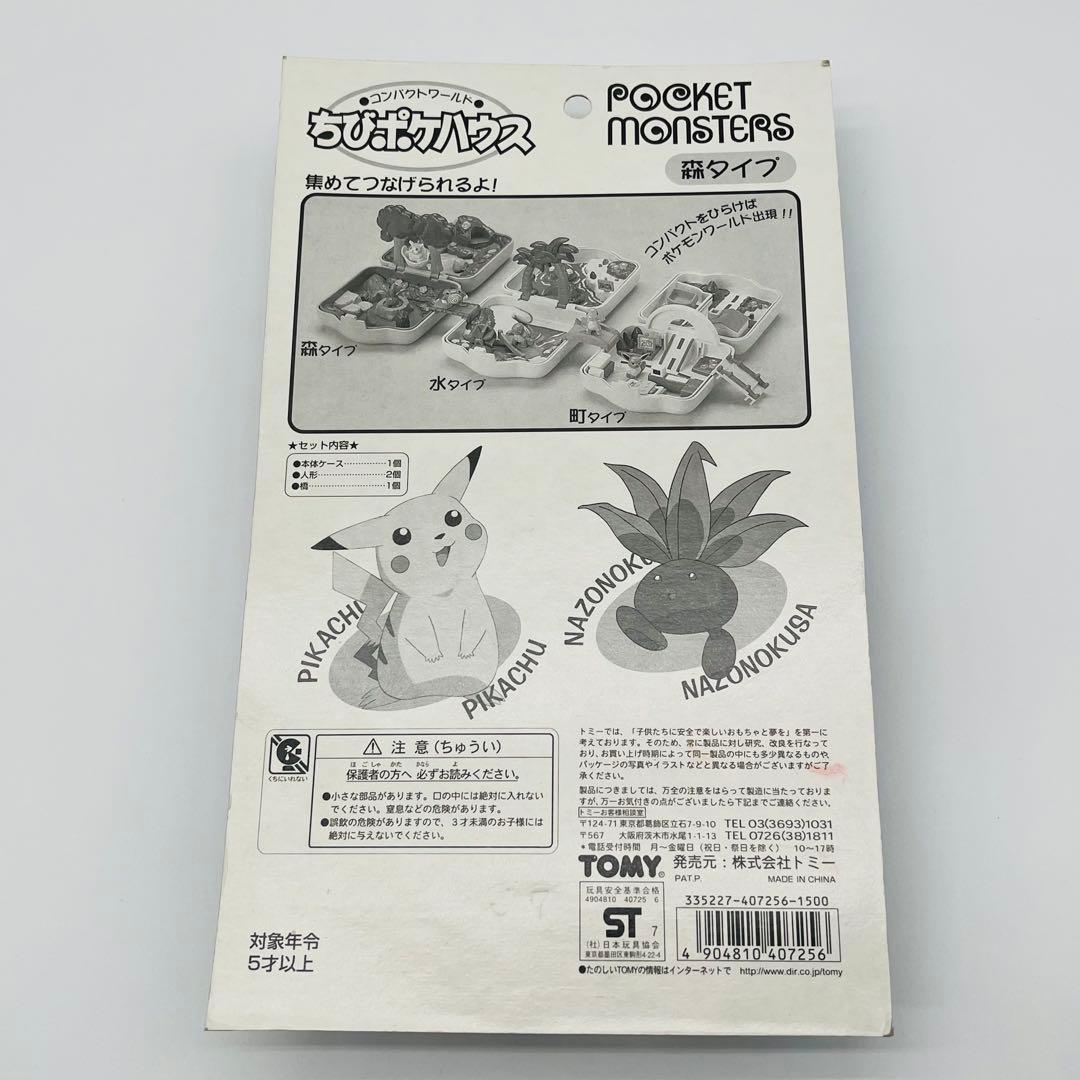 ●コンパクトワールド●
ちびポケハウス
POCKET
MONSTERS
森タイプ
集めてつなげられるよ!
コンパクトをひらけば
ポケモンワールド出現!!
森タイプ
水タイプ
町タイプ
★セット内容★
●本体ケース……………1個
●人形……………………2個
●橋………………………1個
PIKACHU
PIKACHU
NAZONOKUSA
NAZONOKUSA
くちにいれない
⚠ 注意(ちゅうい)
ほごしゃ かた かなら よ
保護者の方へ 必ずお読みください。
●小さな部品があります。口の中には絶対に入れない
でください。窒息などの危険があります。
●誤飲の危険がありますので、3才未満のお子様には
絶対に与えないでください。
トミーでは、「子供たちに安全で楽しいおもちゃと夢を」を第一に
考えております。そのため、常に製品に対し研究、改良を行なって
おり、お買い上げ時期によって同一製品の中にも多少異なるものや、
パッケージの写真やイラストなどと異なる場合がございますがご了
承ください。
製品につきましては、万全の注意をはらって製造に当たっておりま
すが、万一お気付きの点がございましたら下記までご連絡ください。
トミーお客様相談室
〒124-71 東京都葛飾区立石7-9-10 TEL 03(3693)1031
〒567 大阪府茨木市水尾1-1-13 TEL 0726(38)1811
*電話受付時間 月〜金曜日(祝日・祭日を除く) 10〜17時
TOMY® 発売元:株式会社トミー
PAT.P. MADE IN CHINA
玩具安全基準合格
4904810 40725 6
ST 7
(社)日本玩具協会
東京都墨田区東駒形4-22-4
335227-407256-1500
4 904810 407256
●たのしいTOMYの情報はインターネットで http://www.dir.co.jp/tomy
対象年令
5才以上